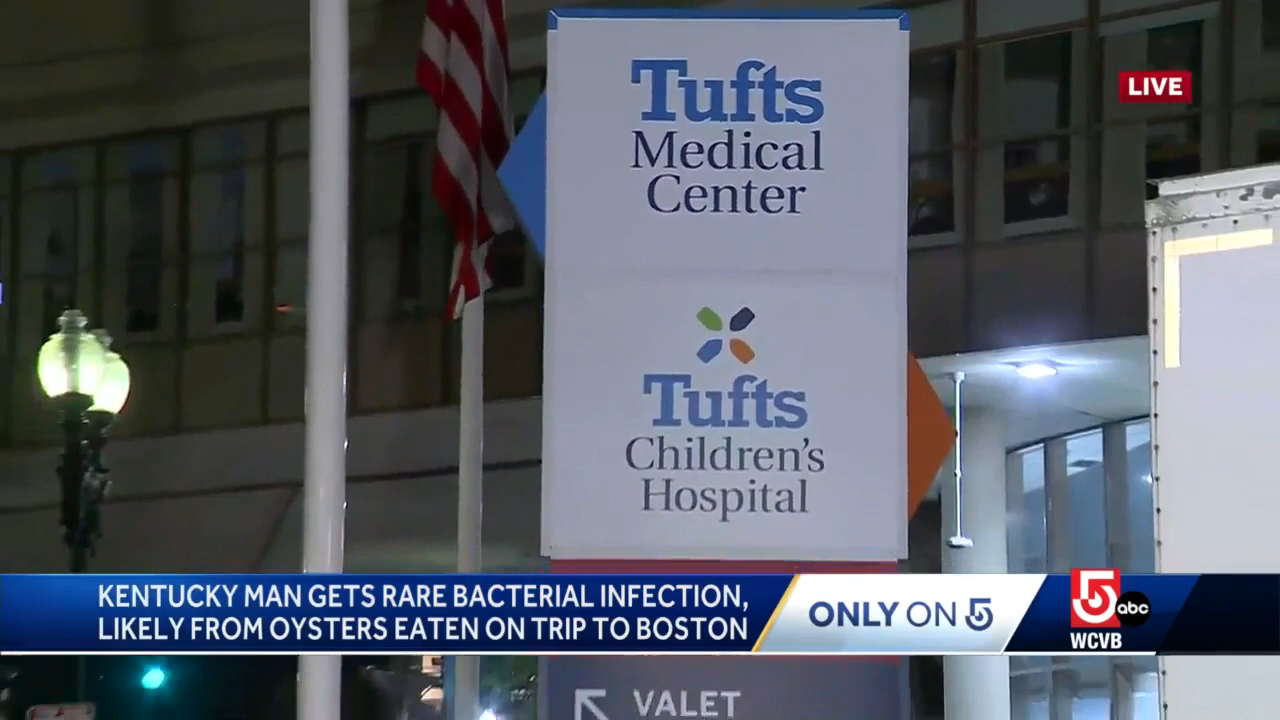 Tufts
Medical
Center
LIVE
Tufts
Children's
Hospital
KENTUCKY MAN GETS RARE BACTERIAL INFECTION,
LIKELY FROM OYSTERS EATEN ON TRIP TO BOSTON
ONLY ON 5
5 abc
WCVB
VALET